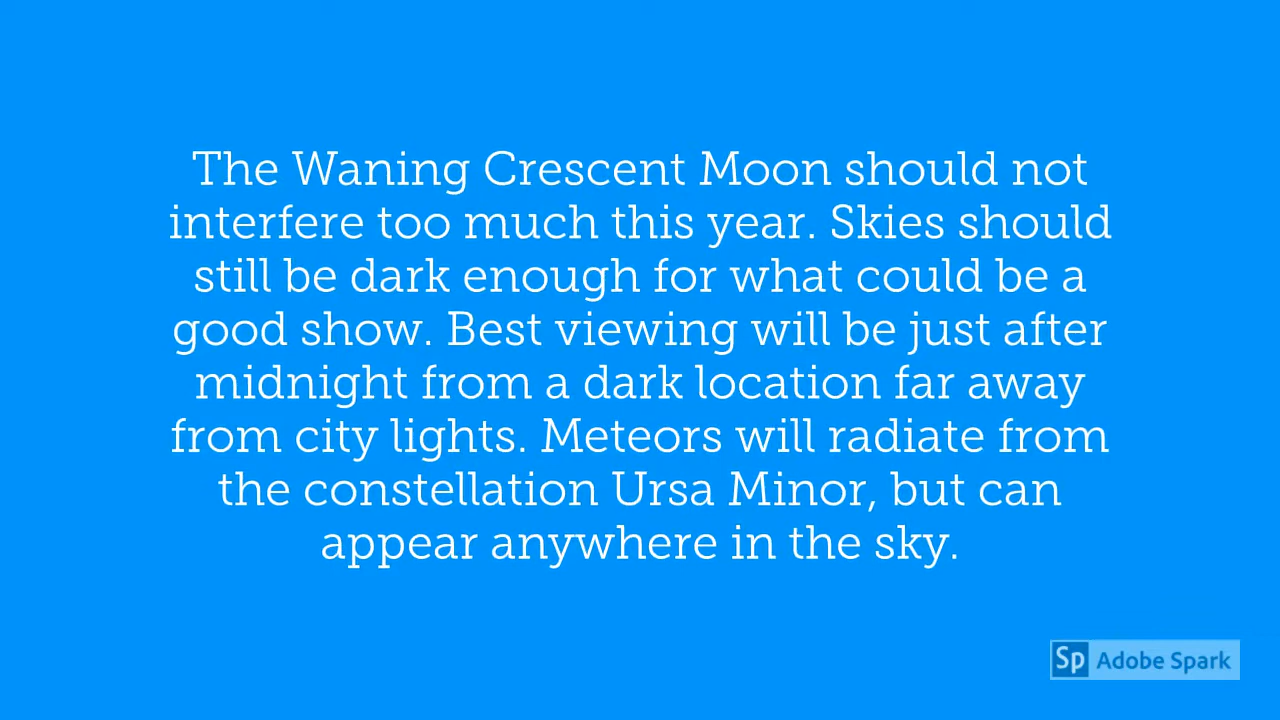 The Waning Crescent Moon should not
interfere too much this year. Skies should
still be dark enough for what could be a
good show. Best viewing will be just after
midnight from a dark location far away
from city lights. Meteors will radiate from
the constellation Ursa Minor, but can
appear anywhere in the sky.
Sp Adobe Spark